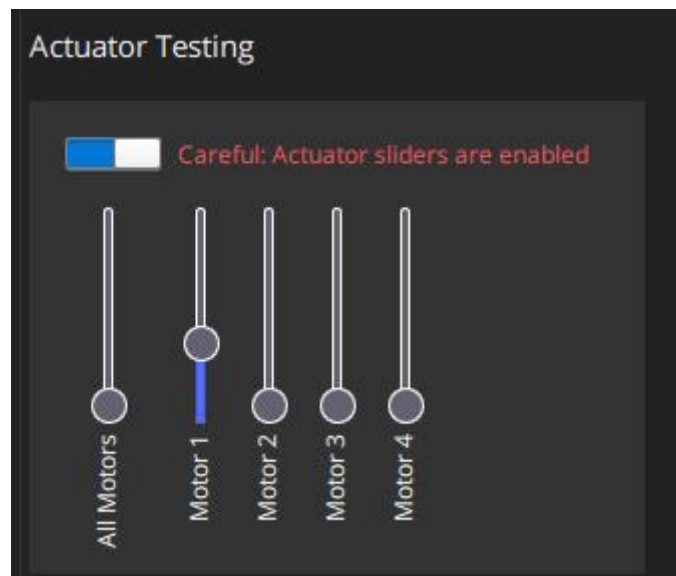 Actuator Testing
Careful: Actuator sliders are enabled
All Motors
Motor 1
Motor 2
Motor 3
Motor 4